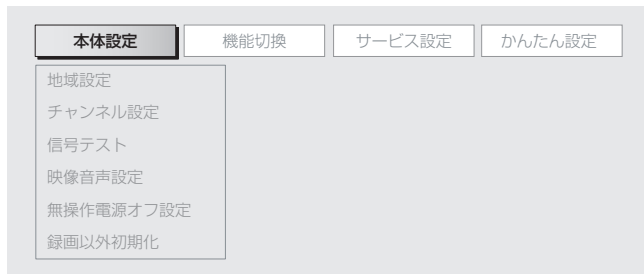 本体設定 機能切換 サービス設定 かんたん設定
地域設定
チャンネル設定
信号テスト
映像音声設定
無操作電源オフ設定
録画以外初期化